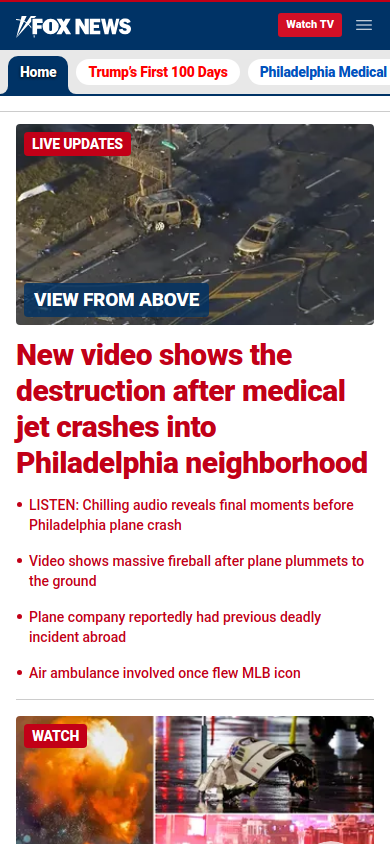 FOX NEWS
Watch TV
Home
Trump's First 100 Days
Philadelphia Medical
LIVE UPDATES
VIEW FROM ABOVE
New video shows the
destruction after medical
jet crashes into
Philadelphia neighborhood
• LISTEN: Chilling audio reveals final moments before
Philadelphia plane crash
• Video shows massive fireball after plane plummets to
the ground
• Plane company reportedly had previous deadly
incident abroad
• Air ambulance involved once flew MLB icon
WATCH